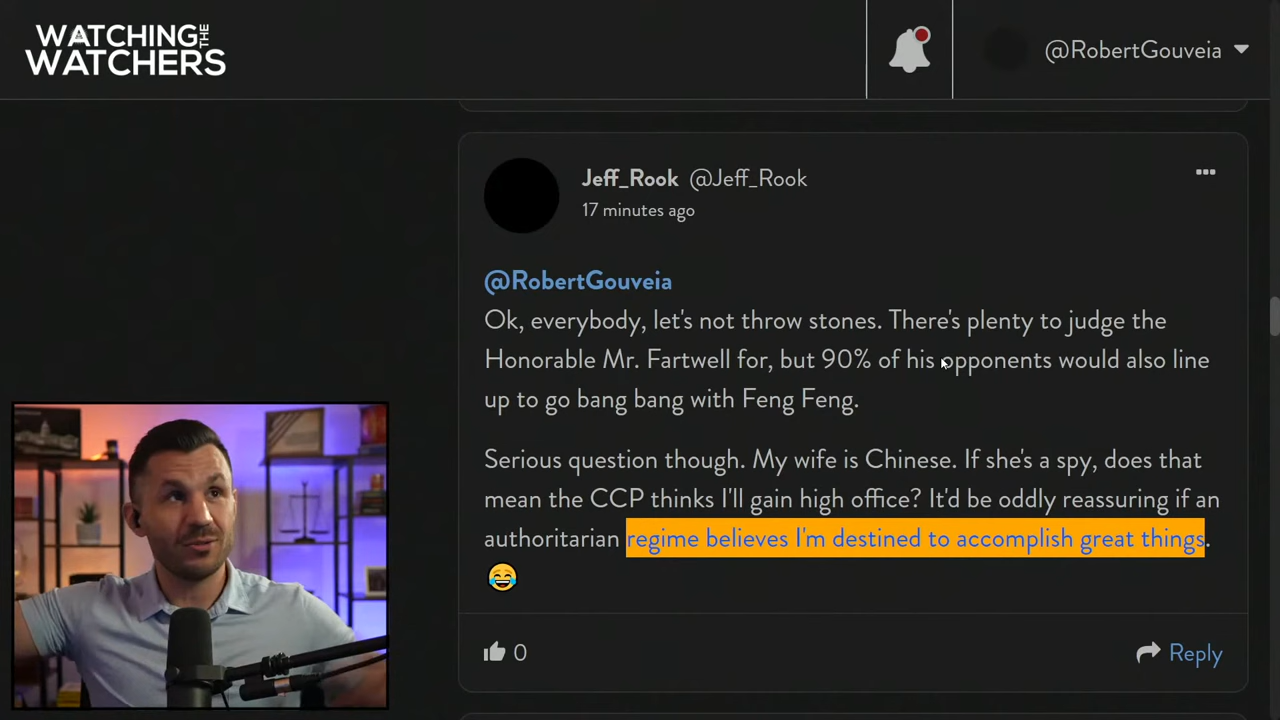 WATCHING THE
WATCHERS
@RobertGouveia
Jeff_Rook @Jeff_Rook
17 minutes ago
@RobertGouveia
Ok, everybody, let's not throw stones. There's plenty to judge the
Honorable Mr. Fartwell for, but 90% of his opponents would also line
up to go bang bang with Feng Feng.
Serious question though. My wife is Chinese. If she's a spy, does that
mean the CCP thinks I'll gain high office? It'd be oddly reassuring if an
authoritarian regime believes I'm destined to accomplish great things.
😂
0
Reply